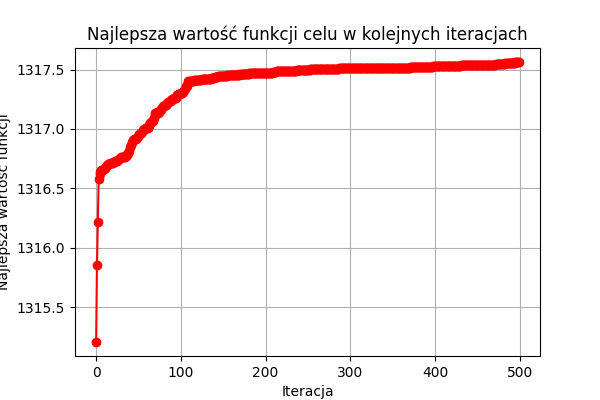 Najlepsza wartość funkcji celu w kolejnych iteracjach
1317.5
1317.0
1316.5
1316.0
1315.5
Najlepsza wartość funkcji
0 100 200 300 400 500
Iteracja